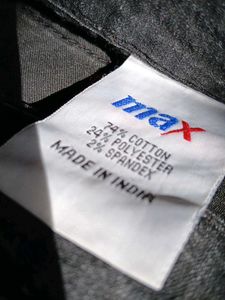 max
74% COTTON
24% POLYESTER
2% SPANDEX
MADE IN INDIA